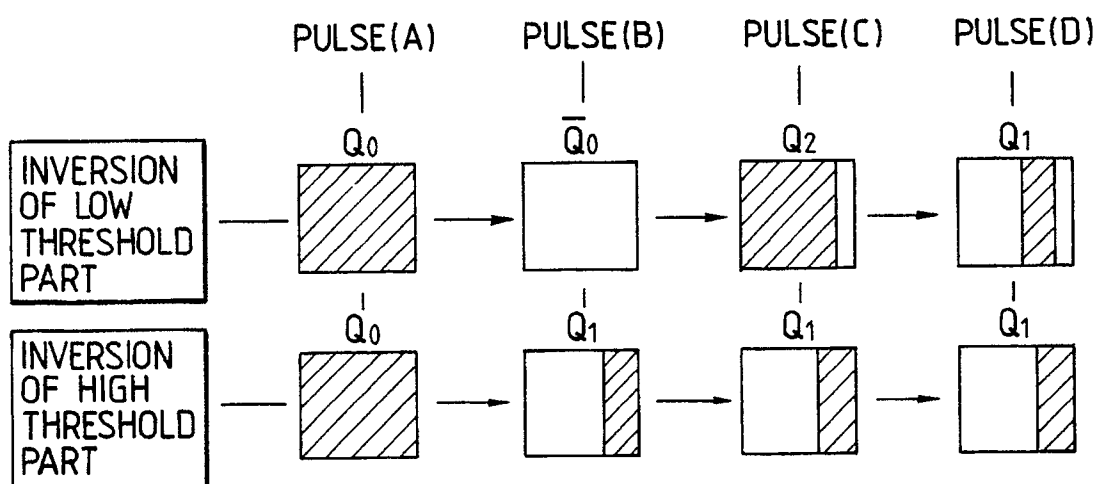 PULSE(A) PULSE(B) PULSE(C) PULSE(D)
Q0 Q̅0 Q2 Q1
INVERSION
OF LOW
THRESHOLD
PART
Q0 Q1 Q1 Q1
INVERSION
OF HIGH
THRESHOLD
PART